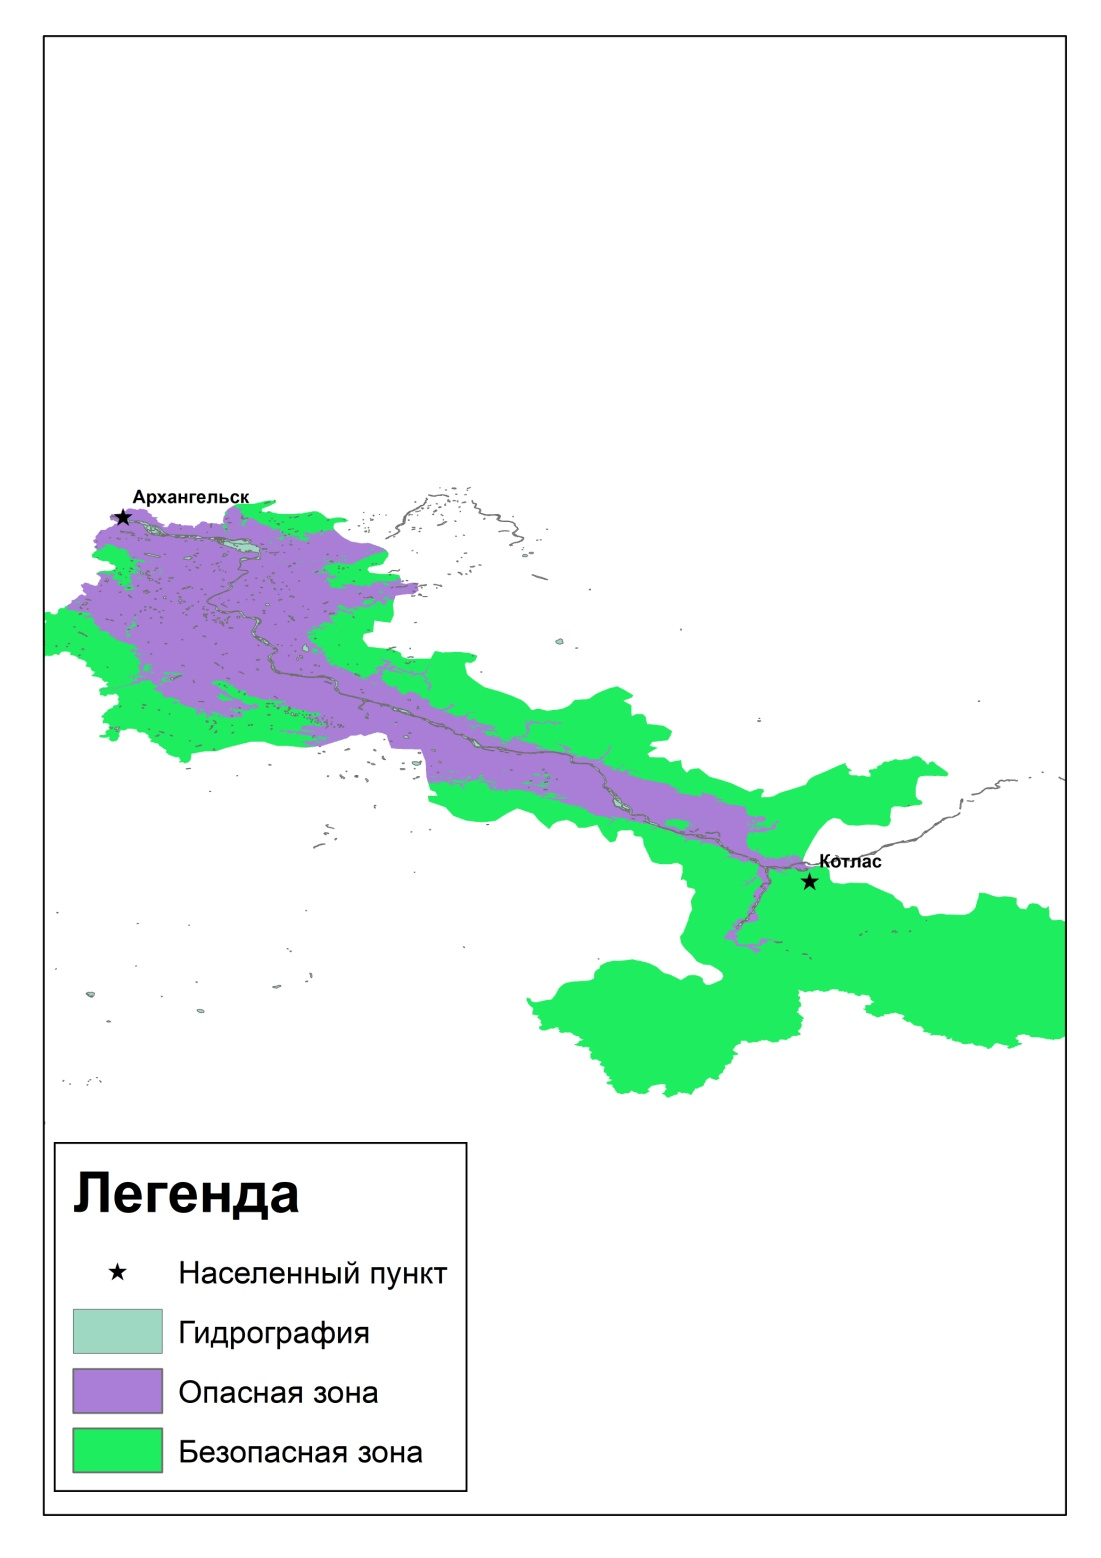 Архангельск
Котлас
Легенда
Населенный пункт
Гидрография
Опасная зона
Безопасная зона